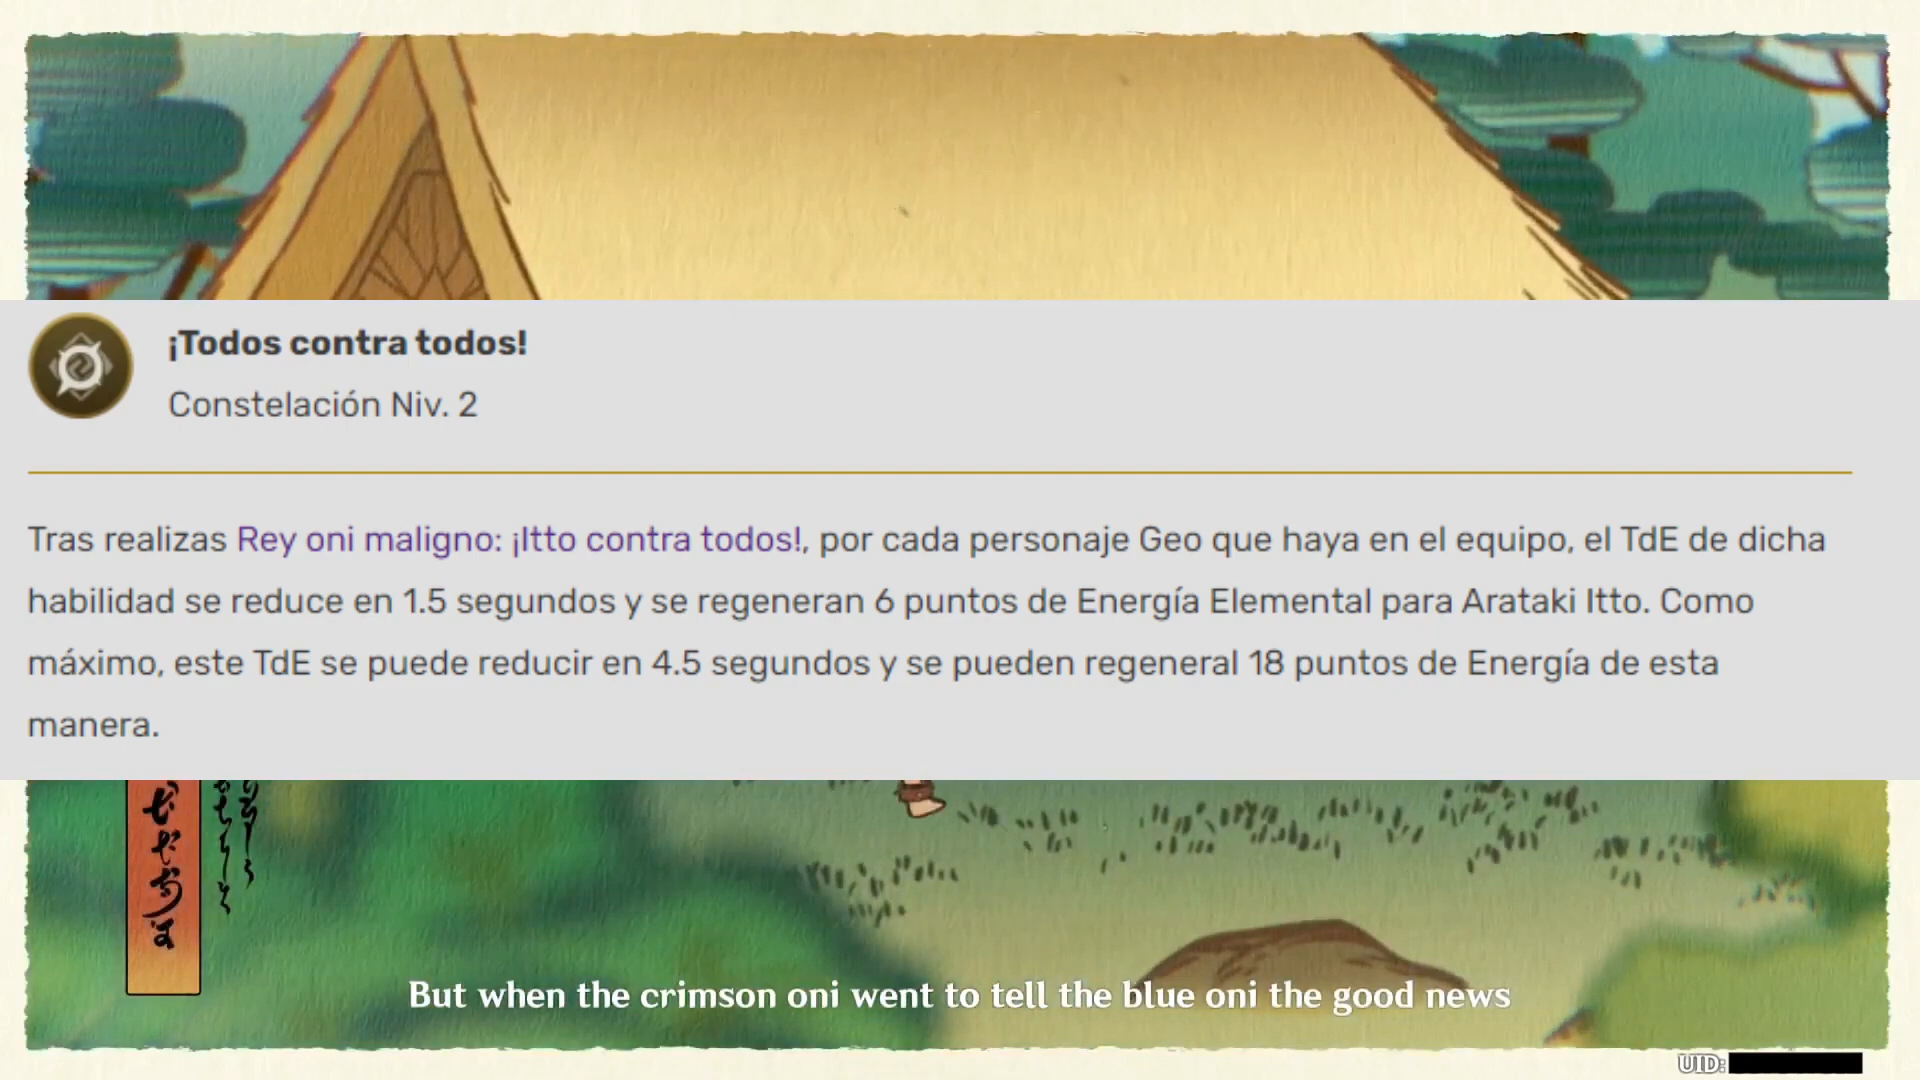 ¡Todos contra todos!
Constelación Niv. 2
Tras realizas Rey oni maligno: ¡Itto contra todos!, por cada personaje Geo que haya en el equipo, el TdE de dicha
habilidad se reduce en 1.5 segundos y se regeneran 6 puntos de Energía Elemental para Arataki Itto. Como
máximo, este TdE se puede reducir en 4.5 segundos y se pueden regeneral 18 puntos de Energía de esta
manera.
But when the crimson oni went to tell the blue oni the good news
UID: